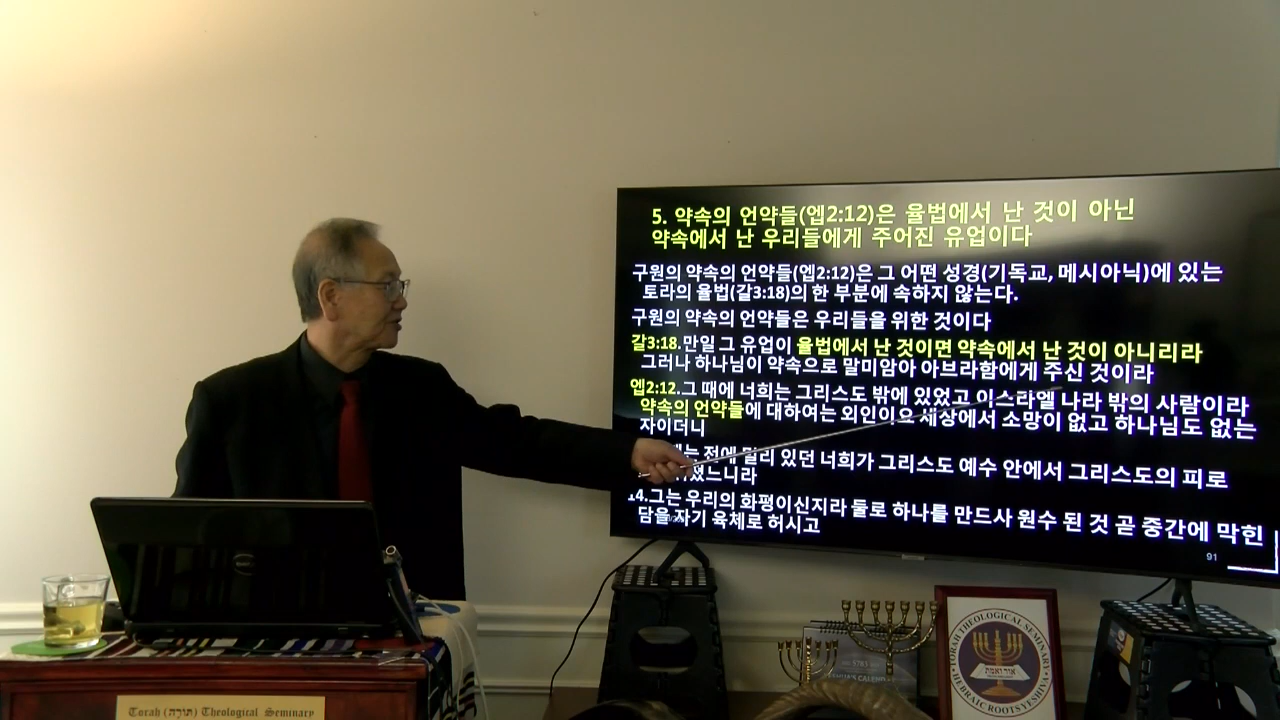 5. 약속의 언약들(엡2:12)은 율법에서 난 것이 아닌
약속에서 난 우리들에게 주어진 유업이다
구원의 약속의 언약들(엡2:12)은 그 어떤 성경(기독교, 메시아닉)에 있는
토라의 율법(갈3:18)의 한 부분에 속하지 않는다.
구원의 약속의 언약들은 우리들을 위한 것이다
갈3:18.만일 그 유업이 율법에서 난 것이면 약속에서 난 것이 아니리라
그러나 하나님이 약속으로 말미암아 아브라함에게 주신 것이라
엡2:12.그 때에 너희는 그리스도 밖에 있었고 이스라엘 나라 밖의 사람이라
약속의 언약들에 대하여는 외인이요 세상에서 소망이 없고 하나님도 없는
자이더니
전에 멀리 있던 너희가 그리스도 예수 안에서 그리스도의 피로
14.그는 우리의 화평이신지라 둘로 하나를 만드사 원수 된 것 곧 중간에 막힌
담을 자기 육체로 허시고
91
DELL
5783
CALENDAR
TORAH THEOLOGICAL SEMINARY
אור ואמת
HEBRAIC ROOTS YESHIVA
Torah (תורה) Theological Seminary